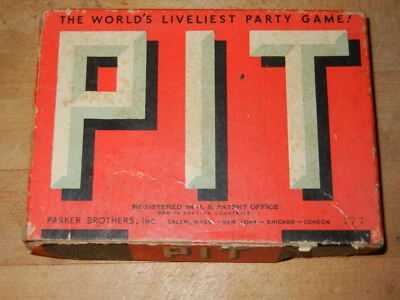 THE WORLD'S LIVELIEST PARTY GAME!
PIT
REGISTERED IN U. S. PATENT OFFICE
AND IN FOREIGN COUNTRIES
PARKER BROTHERS, INC. SALEM, MASS. - NEW YORK - CHICAGO - LONDON
PIT